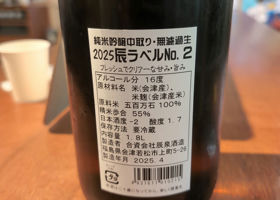 純米吟醸中取り・無濾過生
2025辰ラベルNo. 2
フレッシュでクリアーな甘み・旨み
アルコール分 16度
原材料名 米(会津産)、
米麹(会津産米)
原料米 五百万石 100%
精米歩合 55%
日本酒度 -2 酸度 1.7
保存方法 要冷蔵
内容量 1.8L
製造者 合資会社辰泉酒造
福島県会津若松市上町5-26
製造年月 2025. 4